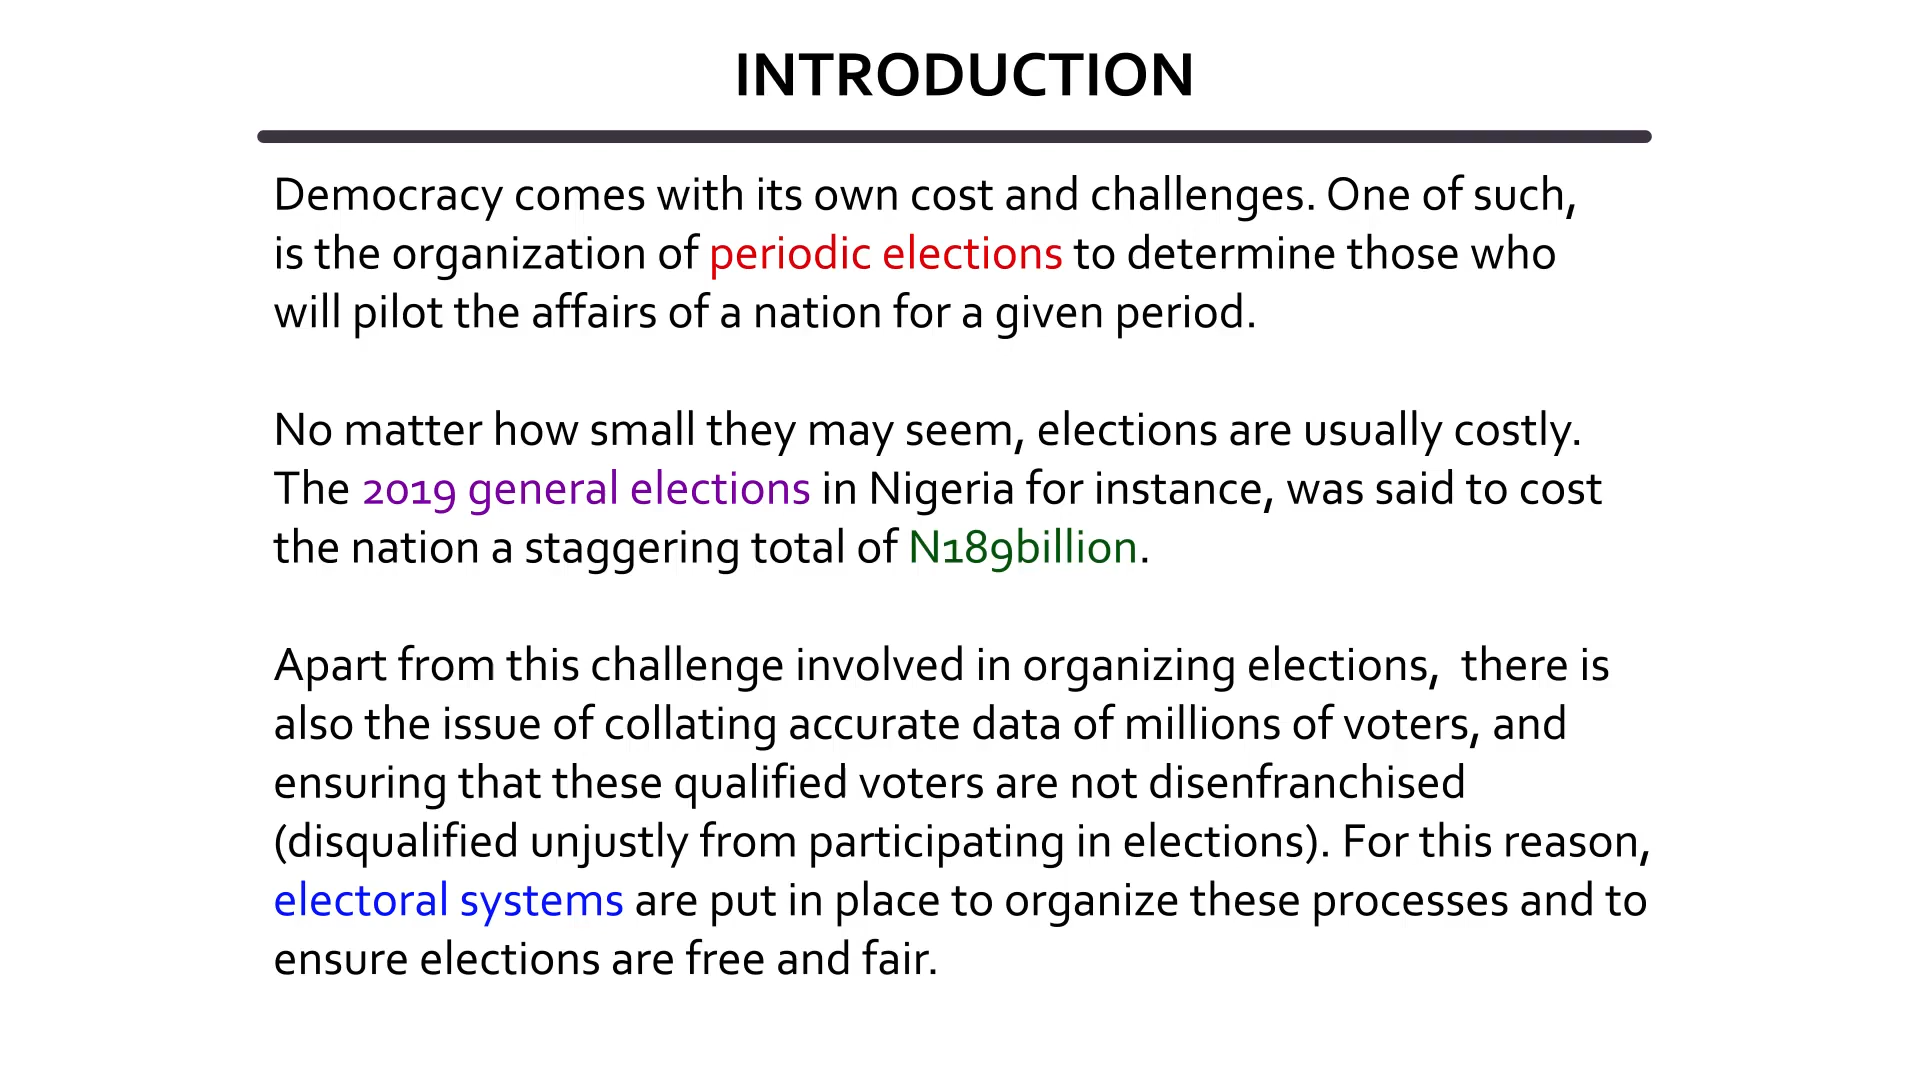 INTRODUCTION
Democracy comes with its own cost and challenges. One of such,
is the organization of periodic elections to determine those who
will pilot the affairs of a nation for a given period.
No matter how small they may seem, elections are usually costly.
The 2019 general elections in Nigeria for instance, was said to cost
the nation a staggering total of N189billion.
Apart from this challenge involved in organizing elections,  there is
also the issue of collating accurate data of millions of voters, and
ensuring that these qualified voters are not disenfranchised
(disqualified unjustly from participating in elections). For this reason,
electoral systems are put in place to organize these processes and to
ensure elections are free and fair.